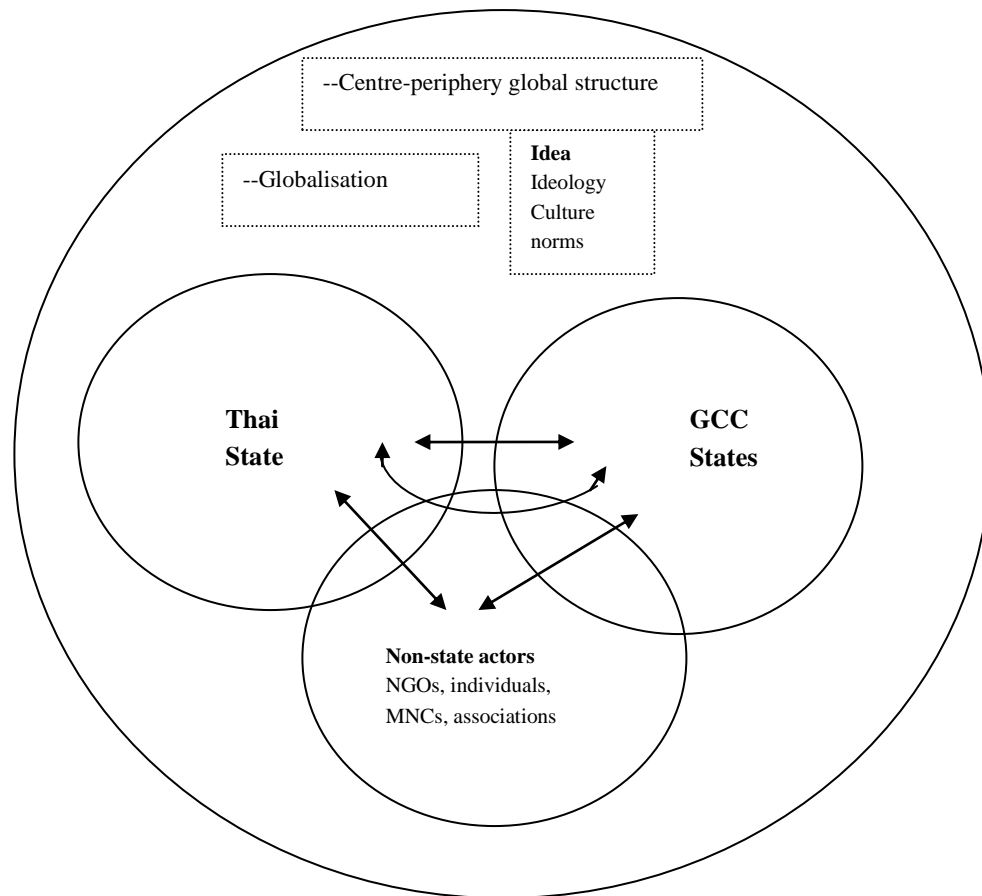 --Centre-periphery global structure
--Globalisation
Idea
Ideology
Culture
norms
Thai
State
GCC
States
Non-state actors
NGOs, individuals,
MNCs, associations